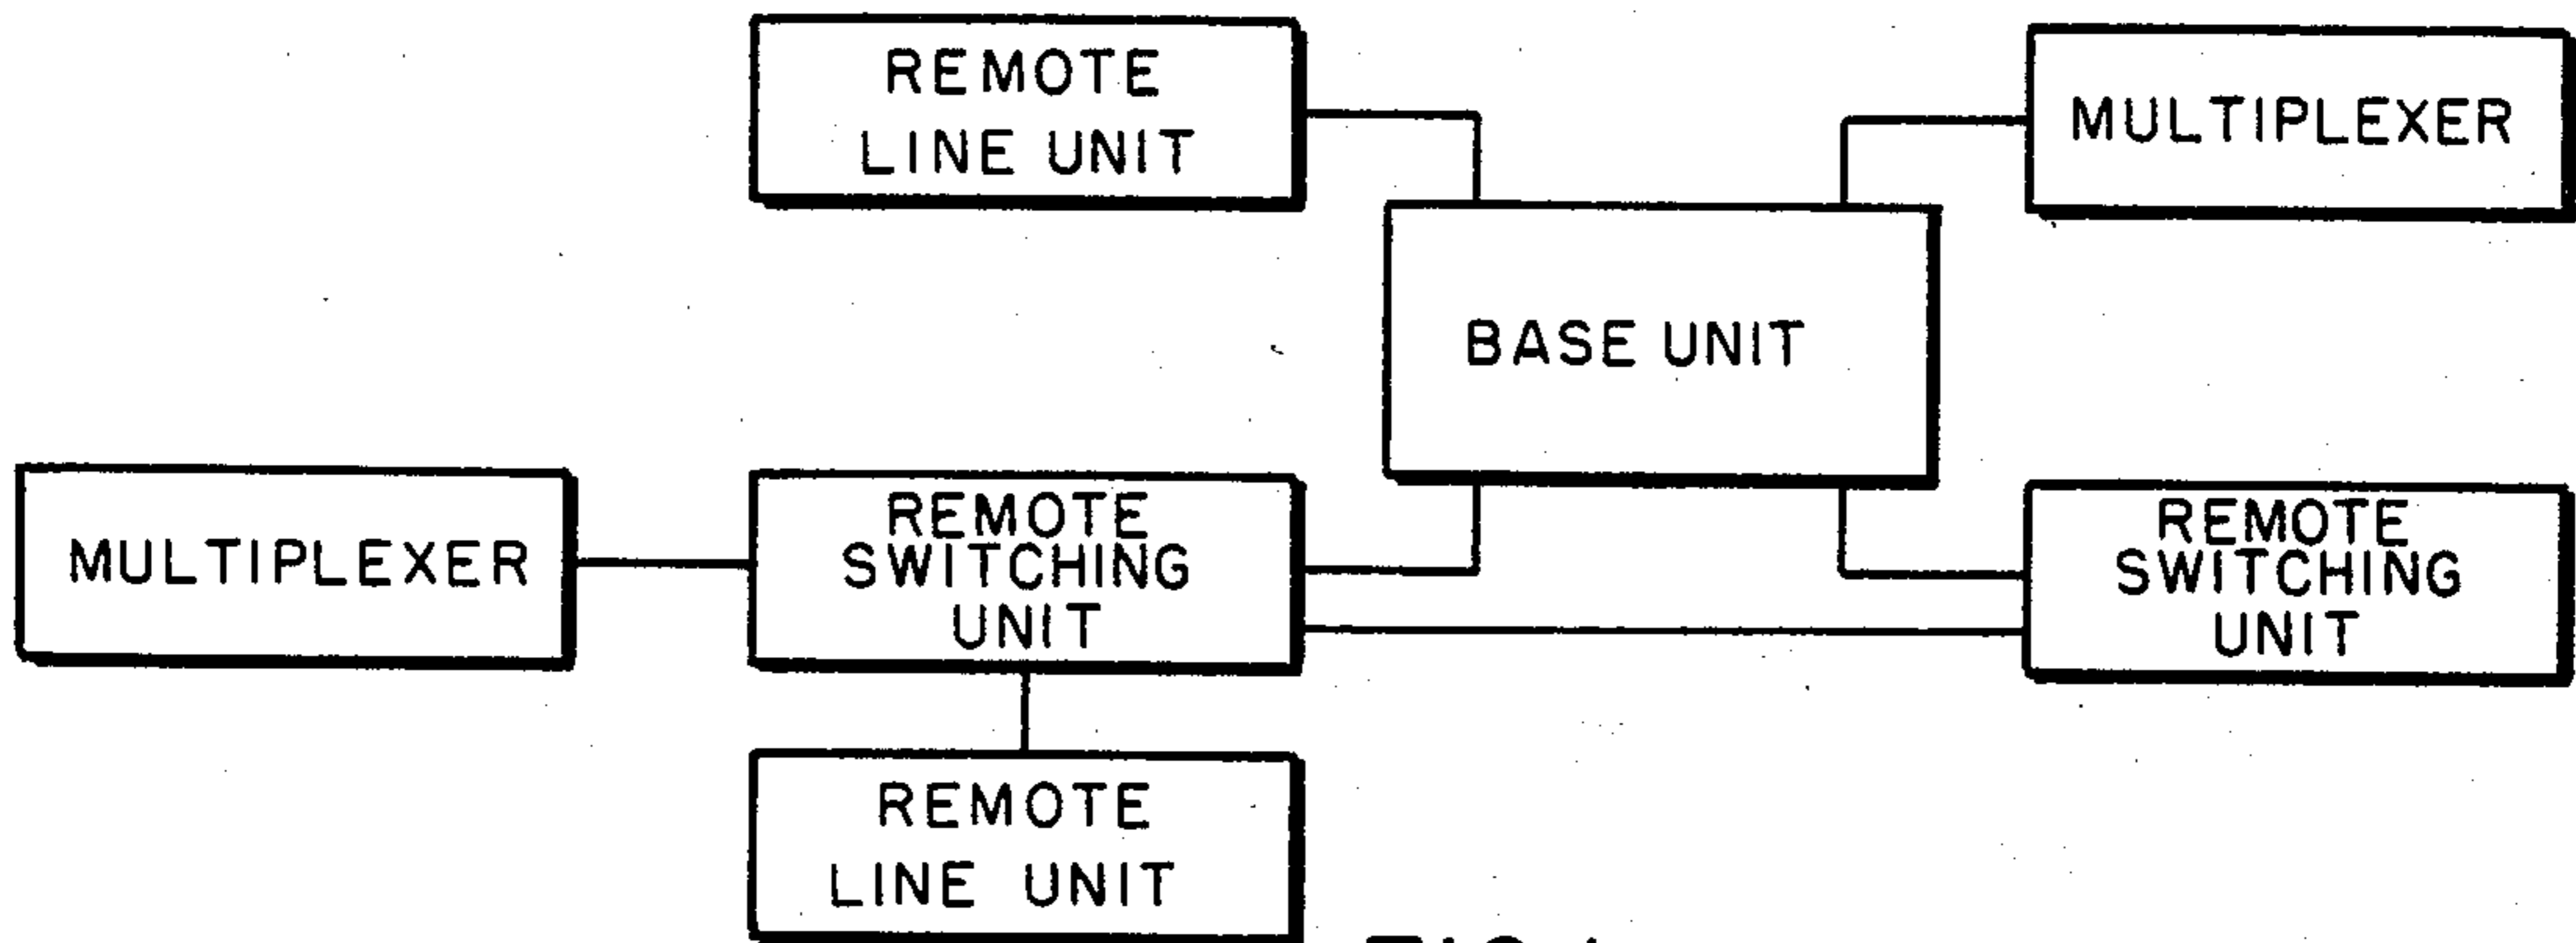 REMOTE
LINE UNIT
MULTIPLEXER
BASE UNIT
MULTIPLEXER
REMOTE
SWITCHING
UNIT
REMOTE
SWITCHING
UNIT
REMOTE
LINE UNIT